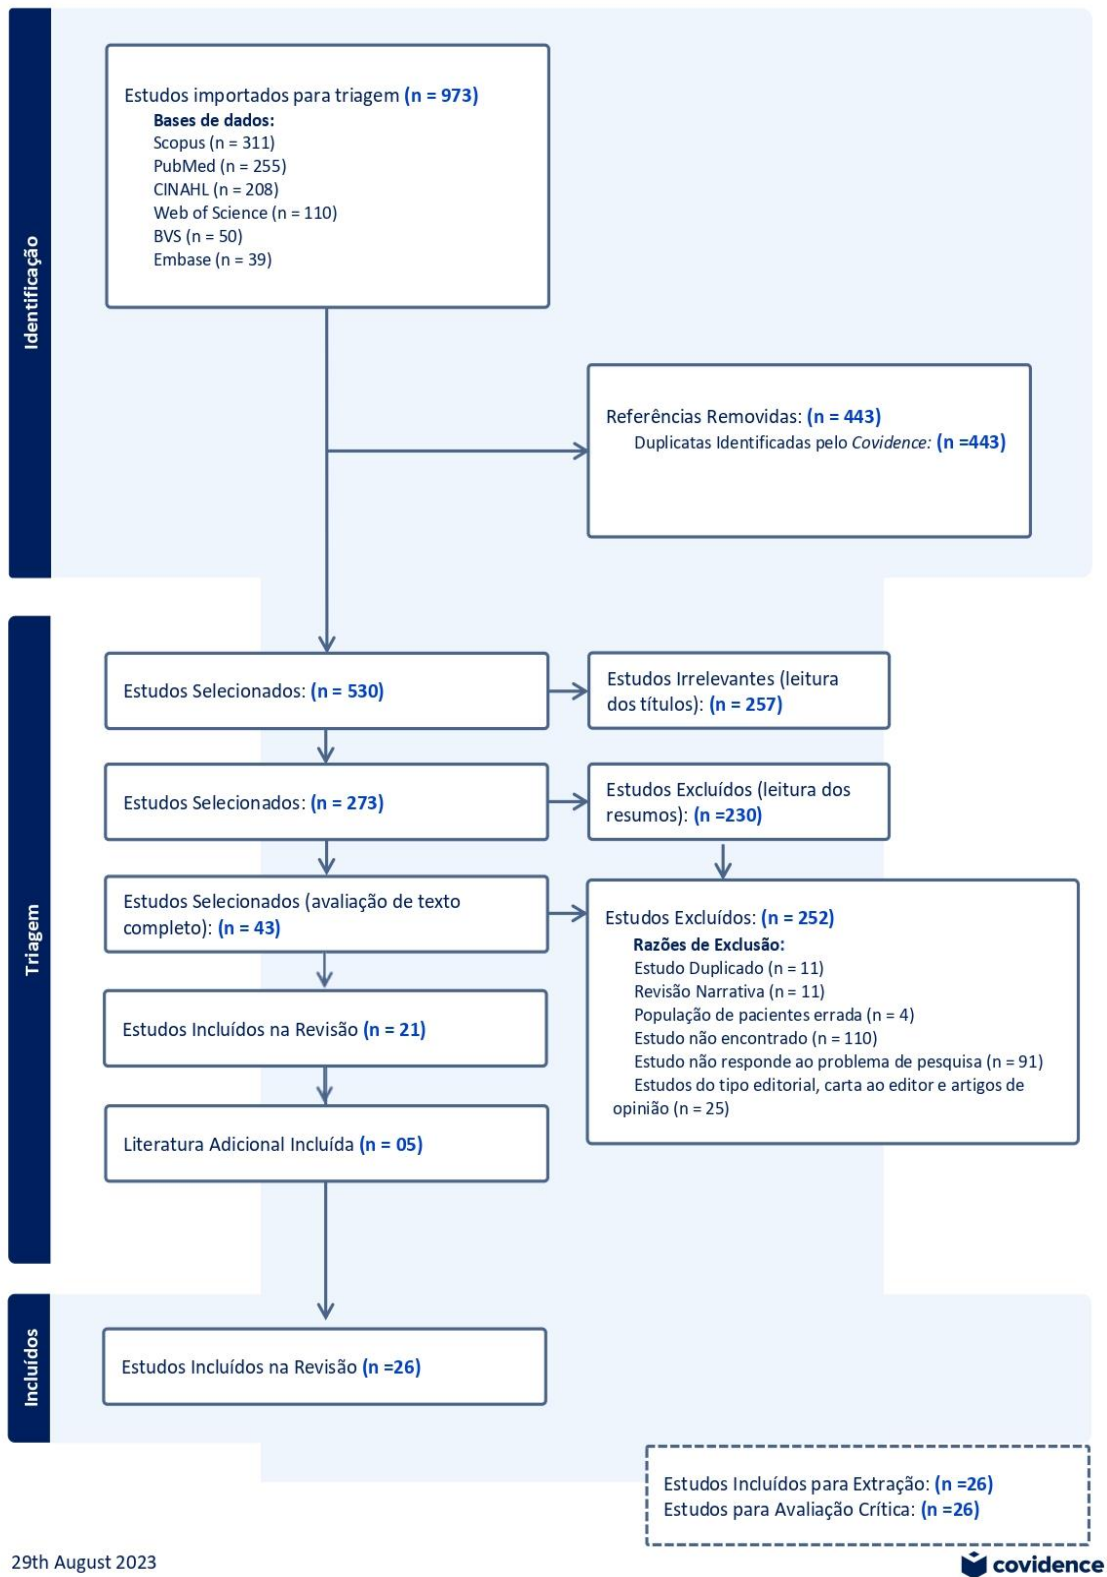 Identificação
Estudos importados para triagem (n = 973)
Bases de dados:
Scopus (n = 311)
PubMed (n = 255)
CINAHL (n = 208)
Web of Science (n = 110)
BVS (n = 50)
Embase (n = 39)
Referências Removidas: (n = 443)
Duplicatas Identificadas pelo Covidence: (n =443)
Triagem
Estudos Selecionados: (n = 530)
Estudos Irrelevantes (leitura
dos títulos): (n = 257)
Estudos Selecionados: (n = 273)
Estudos Excluídos (leitura dos
resumos): (n =230)
Estudos Selecionados (avaliação de texto
completo): (n = 43)
Estudos Excluídos: (n = 252)
Razões de Exclusão:
Estudo Duplicado (n = 11)
Revisão Narrativa (n = 11)
População de pacientes errada (n = 4)
Estudo não encontrado (n = 110)
Estudo não responde ao problema de pesquisa (n = 91)
Estudos do tipo editorial, carta ao editor e artigos de
opinião (n = 25)
Estudos Incluídos na Revisão (n = 21)
Literatura Adicional Incluída (n = 05)
Incluídos
Estudos Incluídos na Revisão (n =26)
Estudos Incluídos para Extração: (n =26)
Estudos para Avaliação Crítica: (n =26)
29th August 2023
covidence